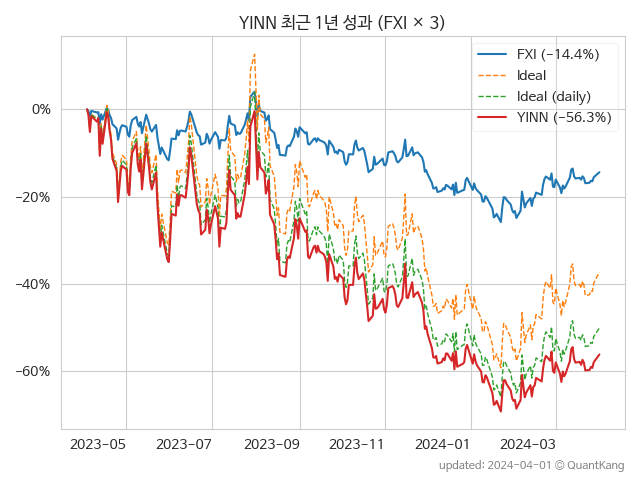 YINN 최근 1년 성과 (FXI × 3)
FXI (−14.4%)
Ideal
Ideal (daily)
YINN (−56.3%)
0%
−20%
−40%
−60%
2023−05 2023−07 2023−09 2023−11 2024−01 2024−03
updated: 2024-04-01 @ QuantKang